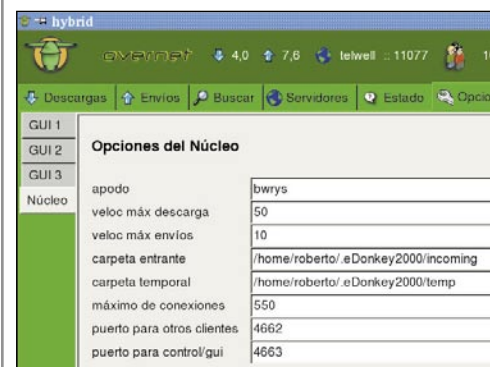 hybrid
overnet 4,0 7,6 telwell :: 11077
Descargas Envíos Buscar Servidores Estado Opcio
GUI 1
GUI 2
GUI 3
Núcleo
Opciones del Núcleo
apodo bwrys
veloc máx descarga 50
veloc máx envíos 10
carpeta entrante /home/roberto/.eDonkey2000/incoming
carpeta temporal /home/roberto/.eDonkey2000/temp
máximo de conexiones 550
puerto para otros clientes 4662
puerto para control/gui 4663